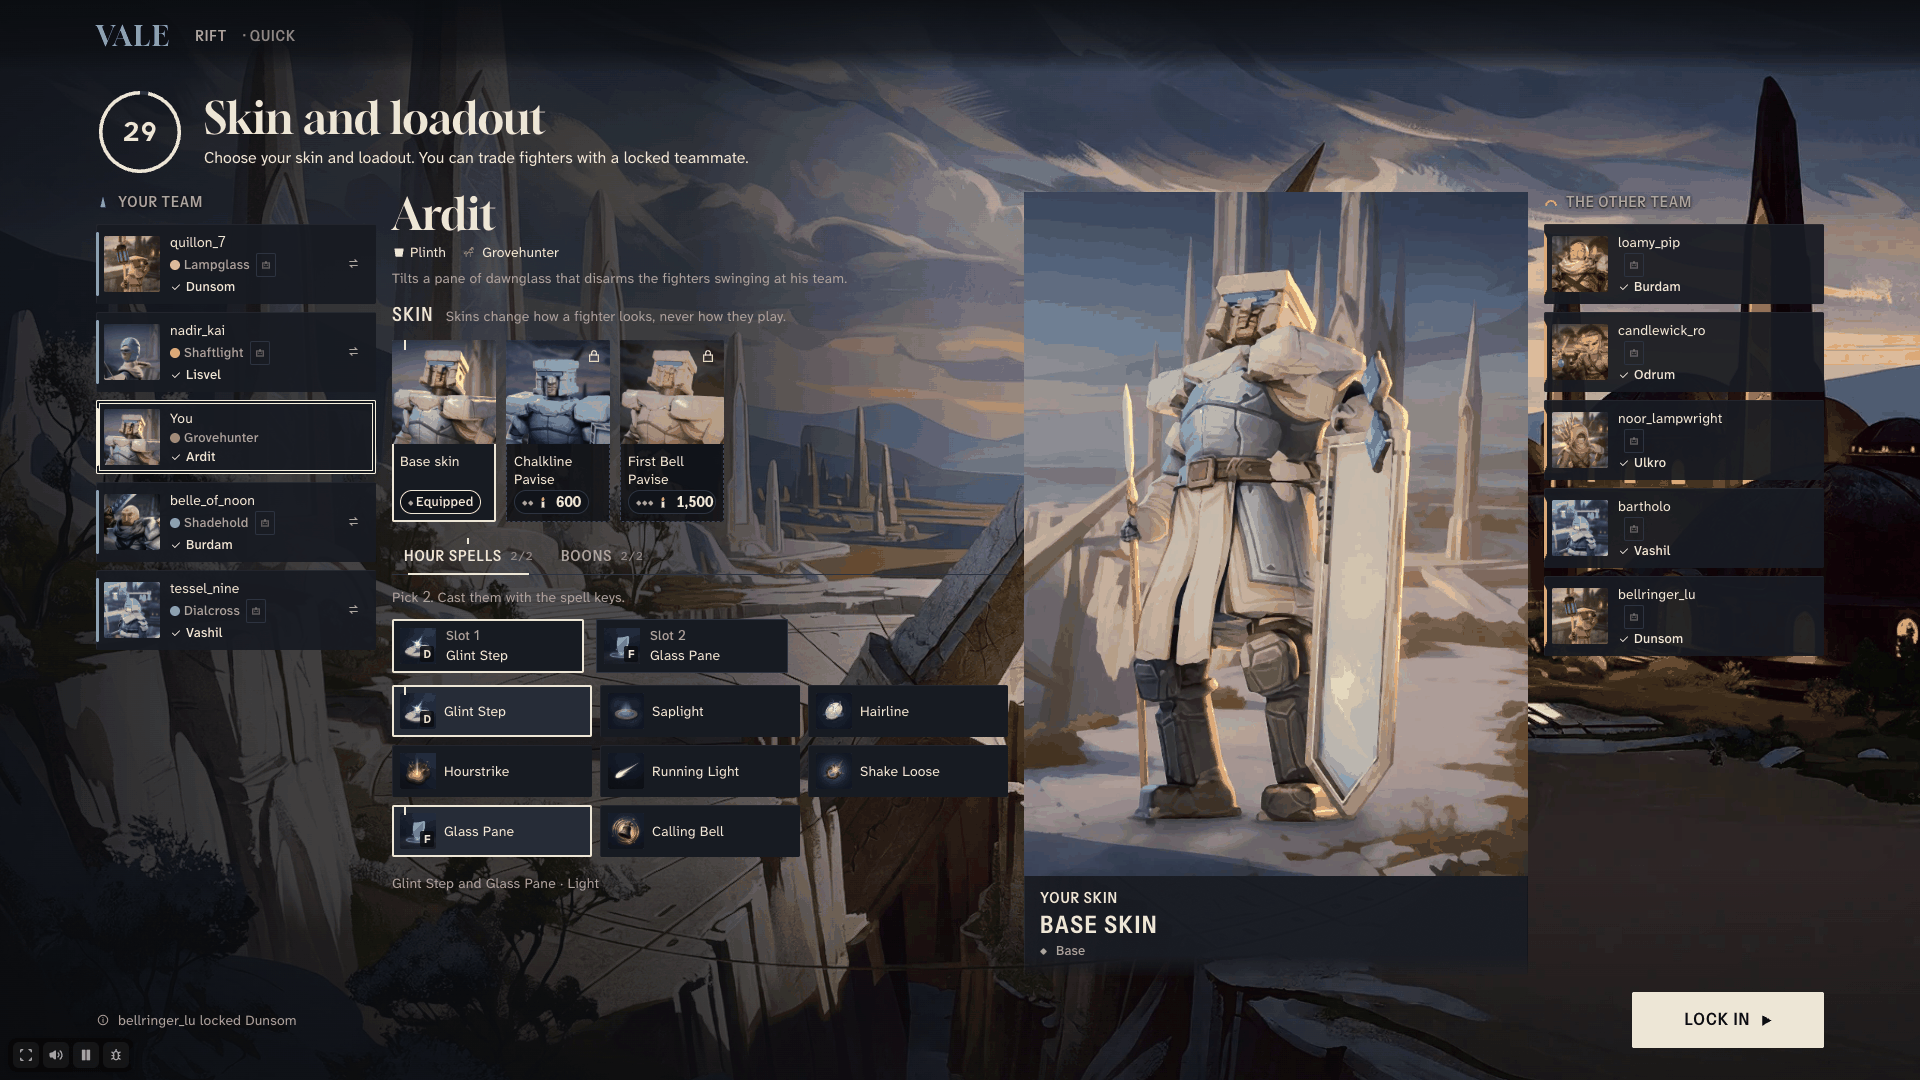 VALE RIFT · QUICK
29
Skin and loadout
Choose your skin and loadout. You can trade fighters with a locked teammate.
YOUR TEAM
quillon_7
Lampglass
Dunsom
nadir_kai
Shaftlight
Lisvel
You
Grovehunter
Ardit
belle_of_noon
Shadehold
Burdam
tessel_nine
Dialcross
Vashil
Ardit
Plinth Grovehunter
Tilts a pane of dawnglass that disarms the fighters swinging at his team.
SKIN Skins change how a fighter looks, never how they play.
Base skin
Equipped
Chalkline
Pavise
600
First Bell
Pavise
1,500
HOUR SPELLS 2/2 BOONS 2/2
Pick 2. Cast them with the spell keys.
D
Slot 1
Glint Step
F
Slot 2
Glass Pane
D Glint Step
Saplight
Hairline
Hourstrike
Running Light
Shake Loose
F Glass Pane
Calling Bell
Glint Step and Glass Pane · Light
YOUR SKIN
BASE SKIN
Base
THE OTHER TEAM
loamy_pip
Burdam
candlewick_ro
Odrum
noor_lampwright
Ulkro
bartholo
Vashil
bellringer_lu
Dunsom
bellringer_lu locked Dunsom
LOCK IN